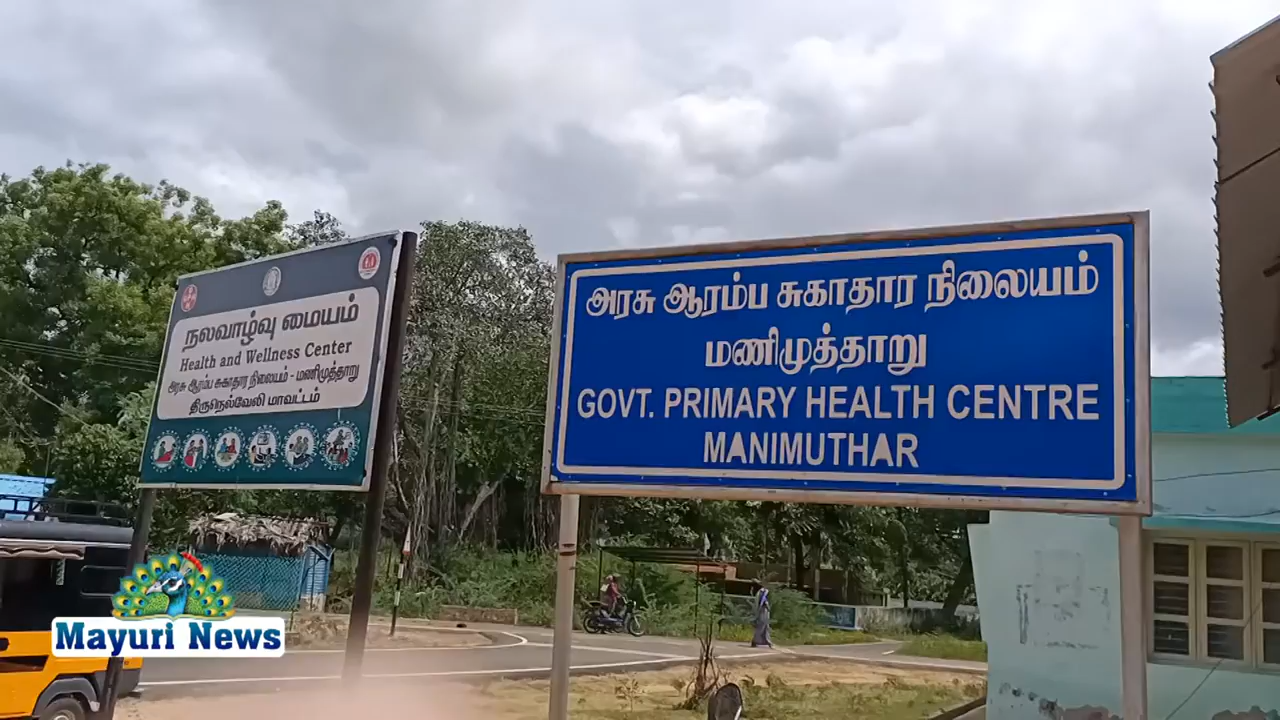 நலவாழ்வு மையம்
Health and Wellness Center
அரசு ஆரம்ப சுகாதார நிலையம் - மணிமுத்தாறு
திருநெல்வேலி மாவட்டம்
அரசு ஆரம்ப சுகாதார நிலையம்
மணிமுத்தாறு
GOVT. PRIMARY HEALTH CENTRE
MANIMUTHAR
Mayuri News